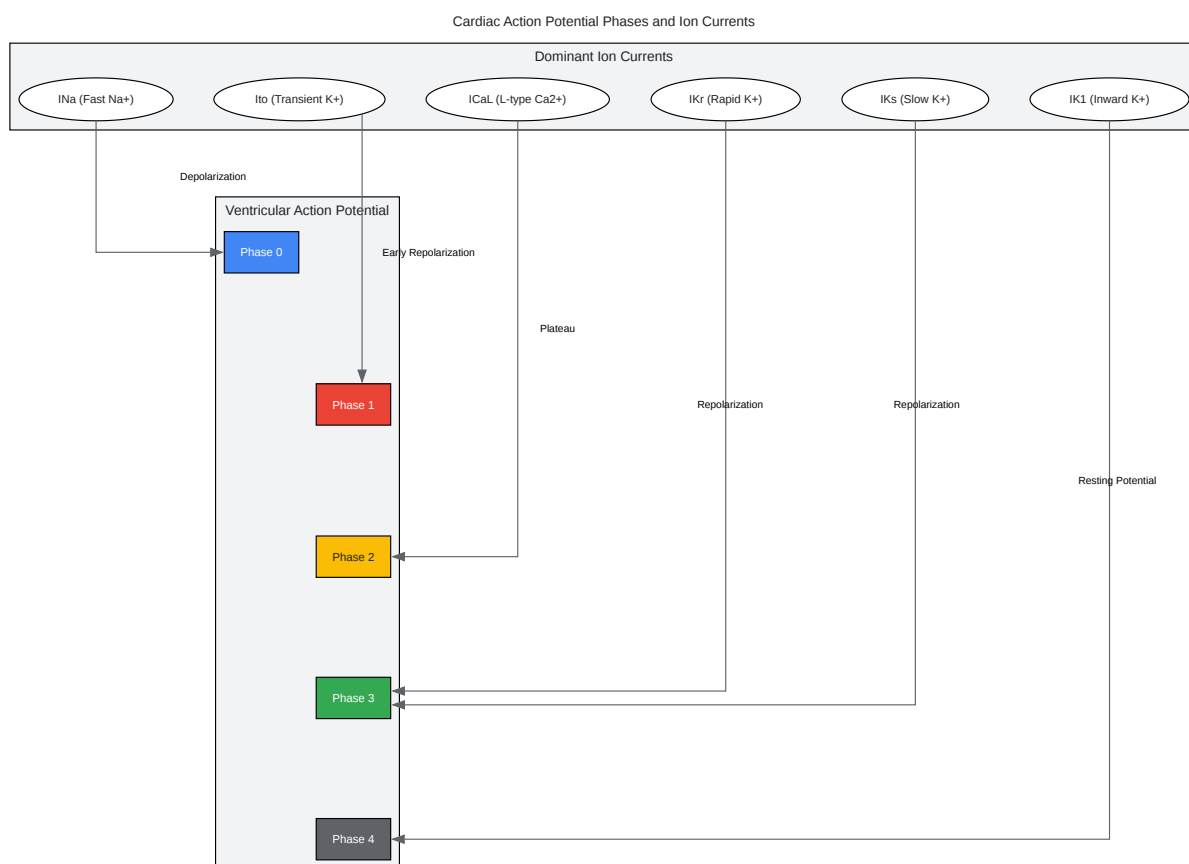 Cardiac Action Potential Phases and Ion Currents
Dominant Ion Currents
INa (Fast Na+)
Ito (Transient K+)
ICaL (L-type Ca2+)
IKr (Rapid K+)
IKs (Slow K+)
IK1 (Inward K+)
Depolarization
Ventricular Action Potential
Phase 0
Early Repolarization
Plateau
Phase 1
Repolarization
Repolarization
Resting Potential
Phase 2
Phase 3
Phase 4